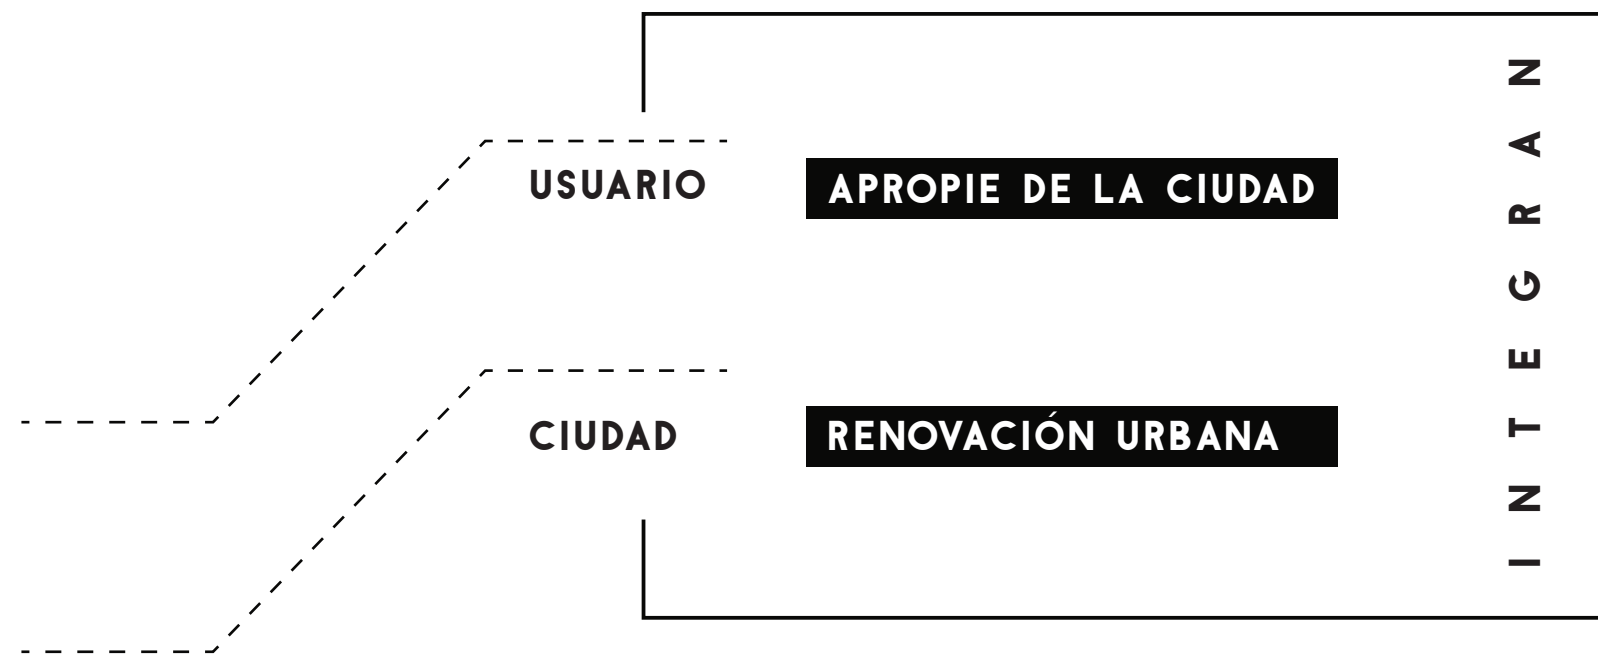 USUARIO
APROPIE DE LA CIUDAD
CIUDAD
RENOVACIÓN URBANA
INTEGRAN